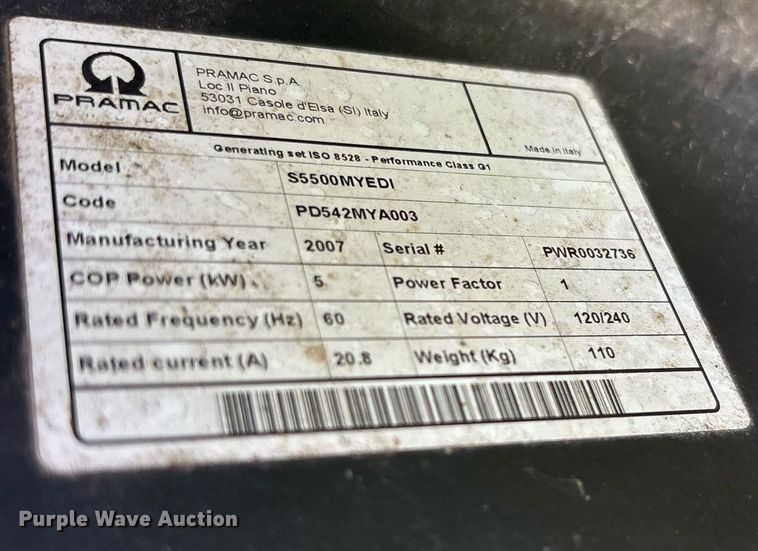 PRAMAC
PRAMAC S.p.A.
Loc Il Piano
53031 Casole d'Elsa (SI) Italy
info@pramac.com
Made in Italy
Generating set ISO 8528 - Performance Class G1
Model S5500MYEDI
Code PD542MYA003
Manufacturing Year 2007 Serial # PWR0032736
COP Power (kW) 5 Power Factor 1
Rated Frequency (Hz) 60 Rated Voltage (V) 120/240
Rated current (A) 20.8 Weight (Kg) 110
Purple Wave Auction